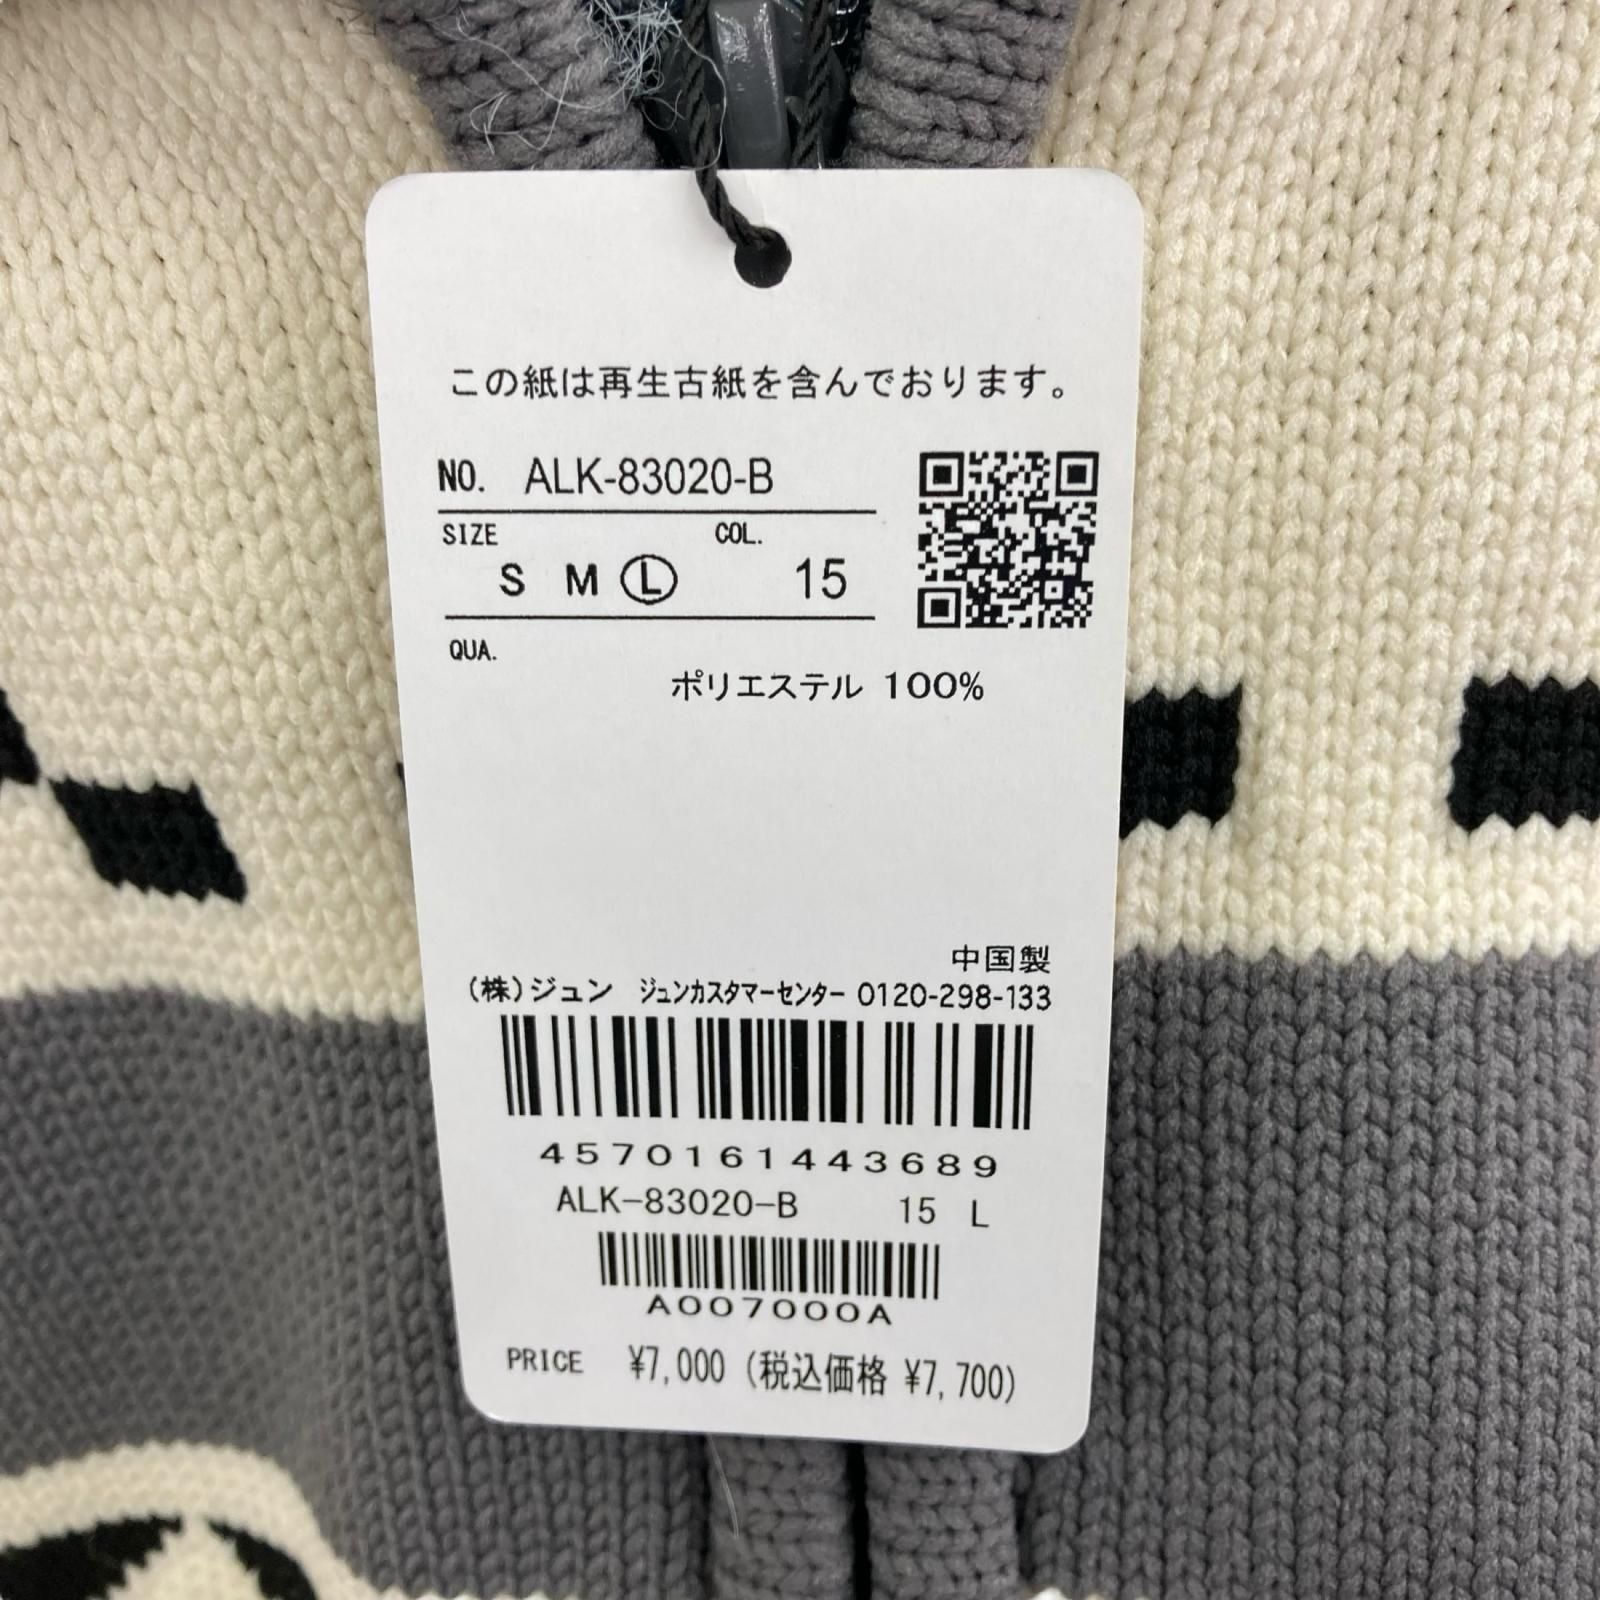 この紙は再生古紙を含んでおります。
NO. ALK-83020-B
SIZE COL.
S M L 15
QUA.
ポリエステル 100%
中国製
(株)ジュン ジュンカスタマーセンター 0120-298-133
4570161443689
ALK-83020-B 15 L
A007000A
PRICE ¥7,000 (税込価格 ¥7,700)